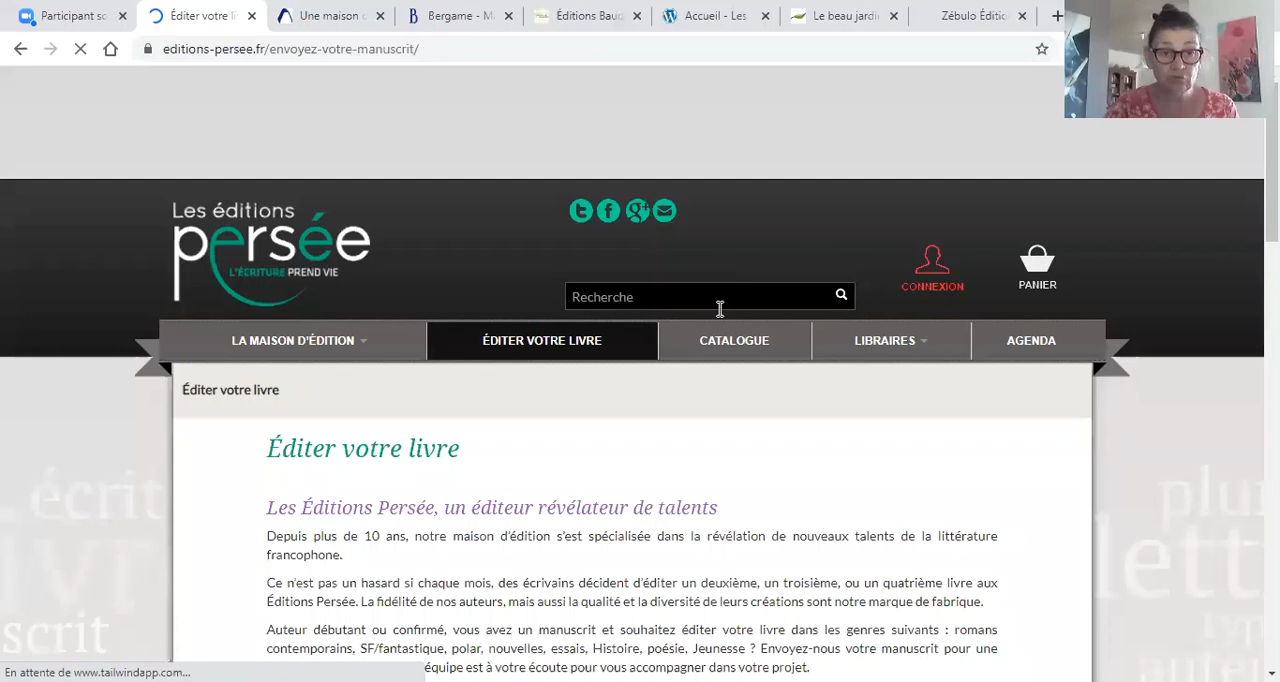 Participant so
Éditer votre li
Une maison
Bergame - M
Éditions Baud
Accueil - Les
Le beau jardi
Zébulo Éditio
editions-persee.fr/envoyez-votre-manuscrit/
Les éditions
persée
L'ÉCRITURE PREND VIE
Recherche
CONNEXION
PANIER
LA MAISON D'ÉDITION
ÉDITER VOTRE LIVRE
CATALOGUE
LIBRAIRES
AGENDA
Éditer votre livre
Éditer votre livre
Les Éditions Persée, un éditeur révélateur de talents
Depuis plus de 10 ans, notre maison d'édition s'est spécialisée dans la révélation de nouveaux talents de la littérature
francophone.
Ce n'est pas un hasard si chaque mois, des écrivains décident d'éditer un deuxième, un troisième, ou un quatrième livre aux
Éditions Persée. La fidélité de nos auteurs, mais aussi la qualité et la diversité de leurs créations sont notre marque de fabrique.
Auteur débutant ou confirmé, vous avez un manuscrit et souhaitez éditer votre livre dans les genres suivants : romans
contemporains, SF/fantastique, polar, nouvelles, essais, Histoire, poésie, Jeunesse ? Envoyez-nous votre manuscrit pour une
équipe est à votre écoute pour vous accompagner dans votre projet.
En attente de www.tailwindapp.com...
écrit
scrit
plu
lett